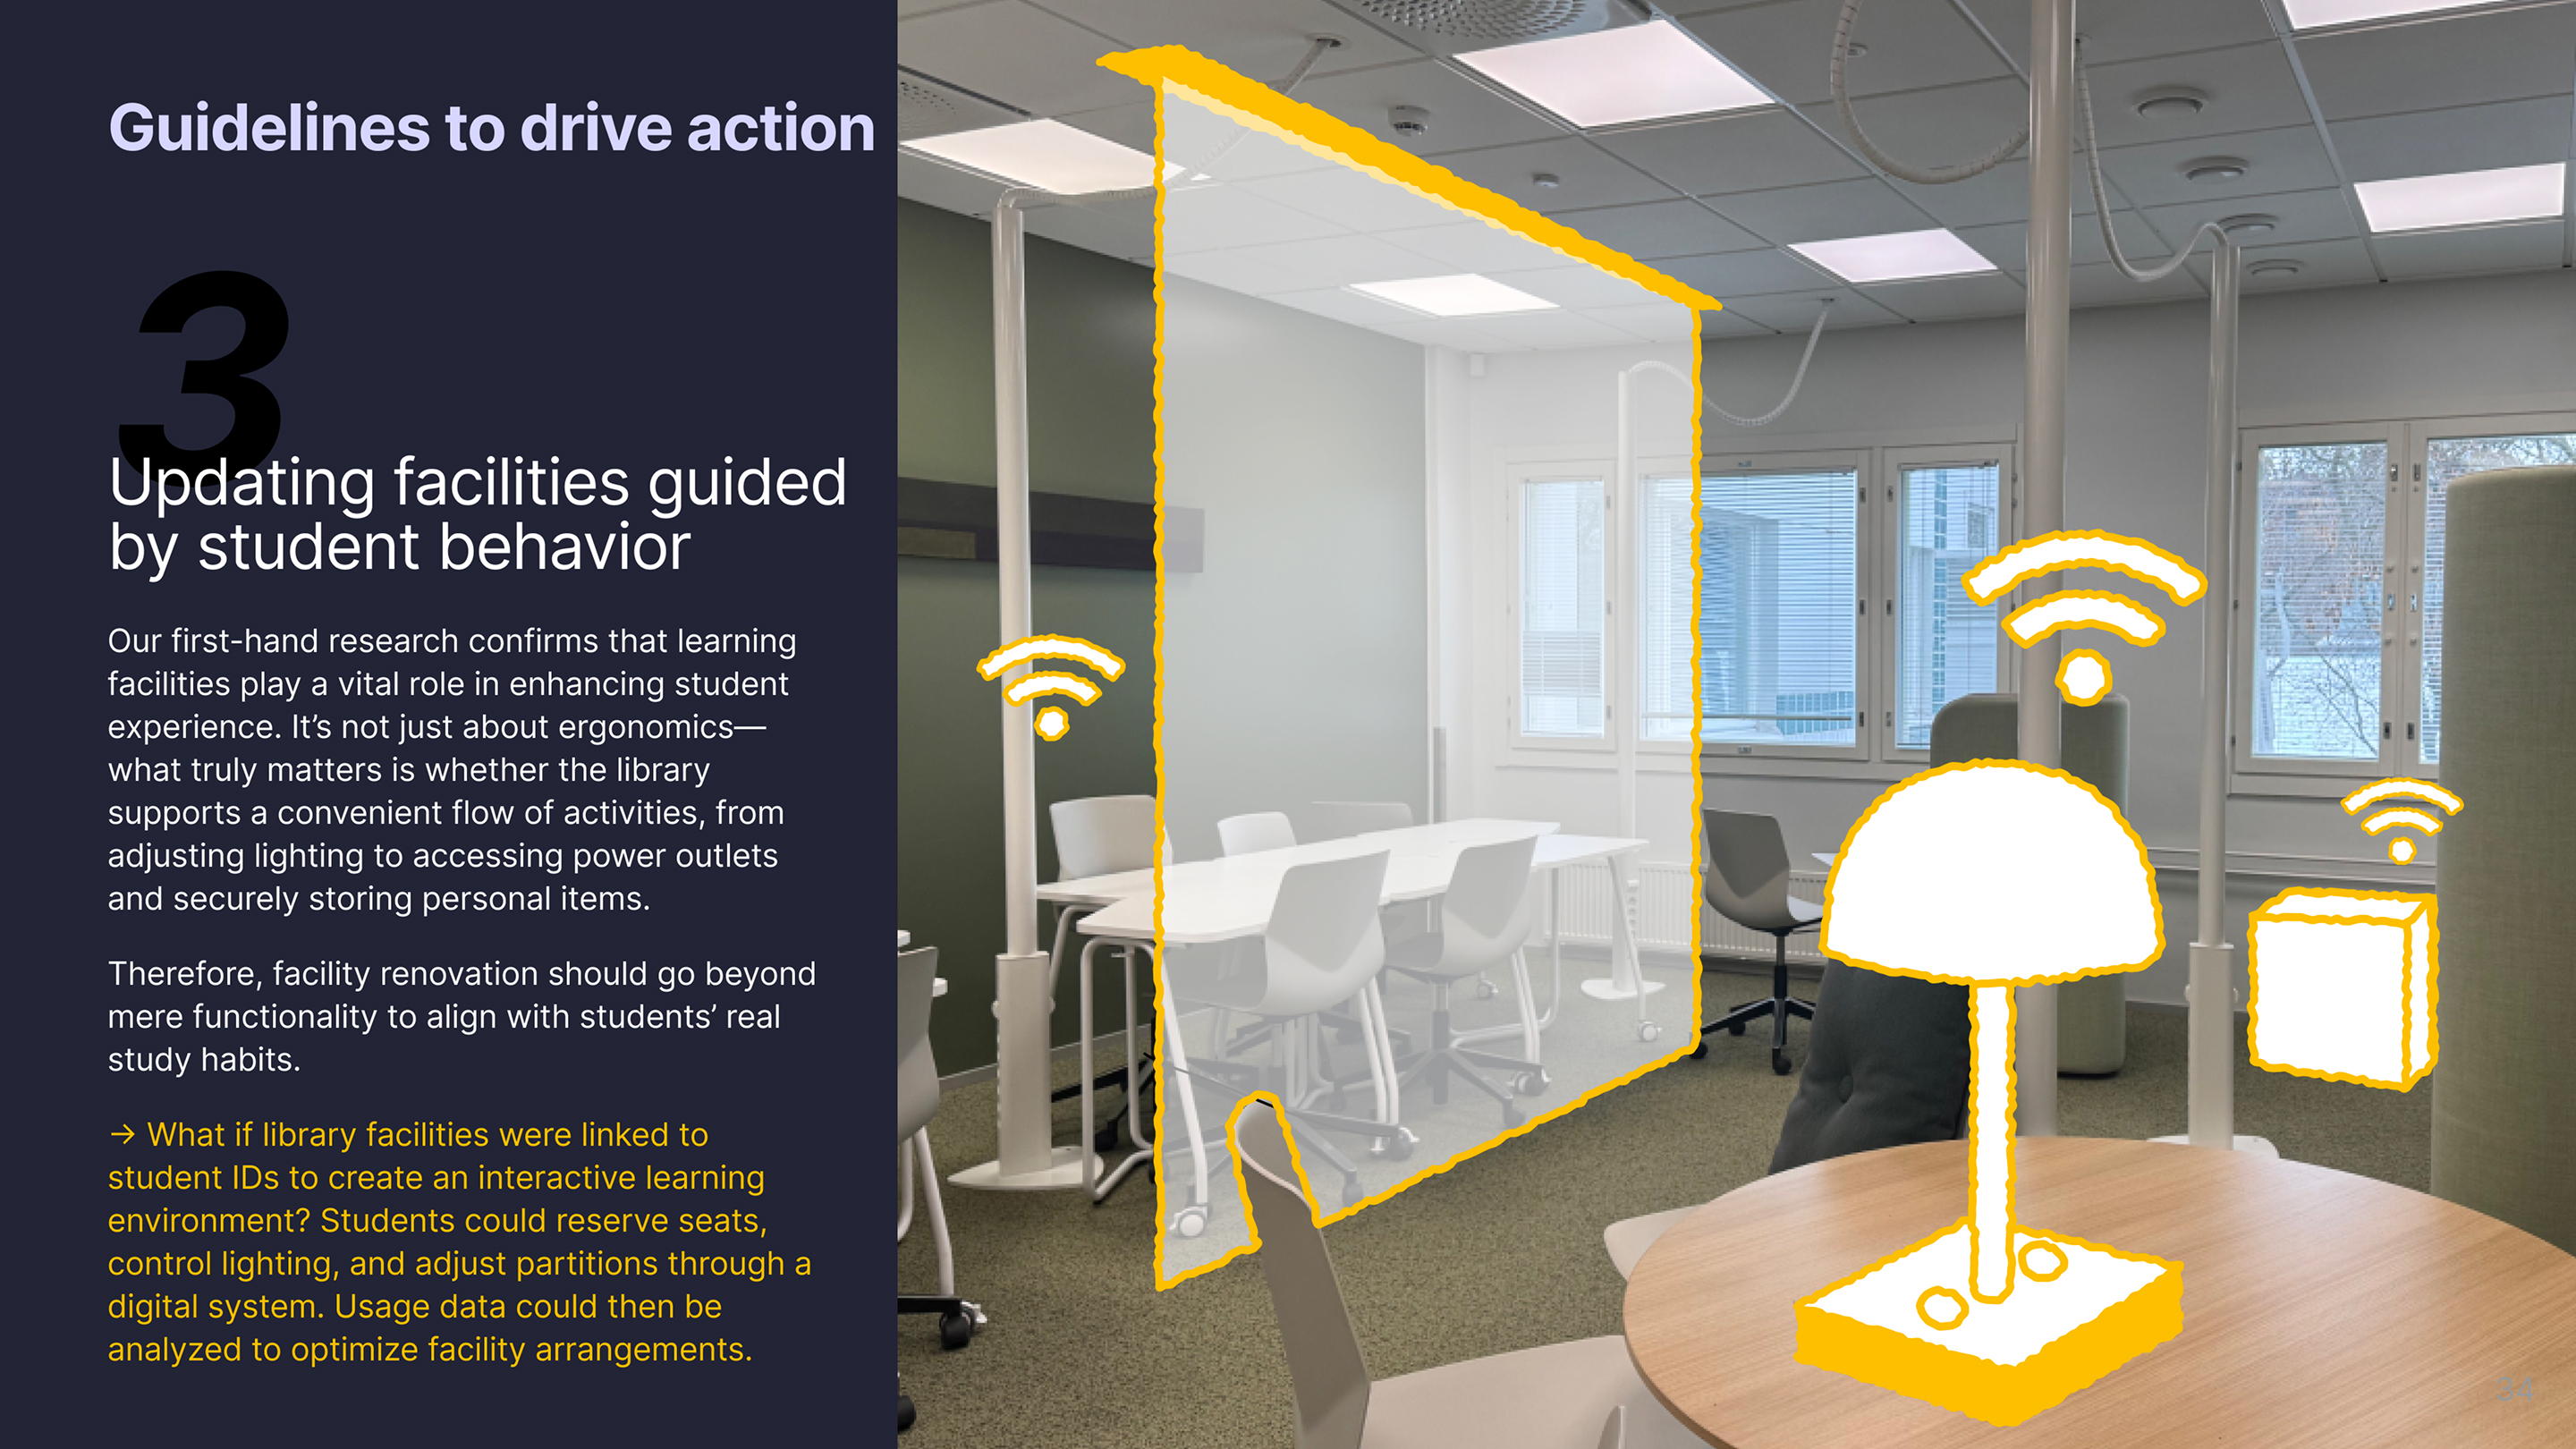 Guidelines to drive action
3
Updating facilities guided
by student behavior
Our first-hand research confirms that learning
facilities play a vital role in enhancing student
experience. It’s not just about ergonomics—
what truly matters is whether the library
supports a convenient flow of activities, from
adjusting lighting to accessing power outlets
and securely storing personal items.
Therefore, facility renovation should go beyond
mere functionality to align with students’ real
study habits.
→ What if library facilities were linked to
student IDs to create an interactive learning
environment? Students could reserve seats,
control lighting, and adjust partitions through a
digital system. Usage data could then be
analyzed to optimize facility arrangements.
34